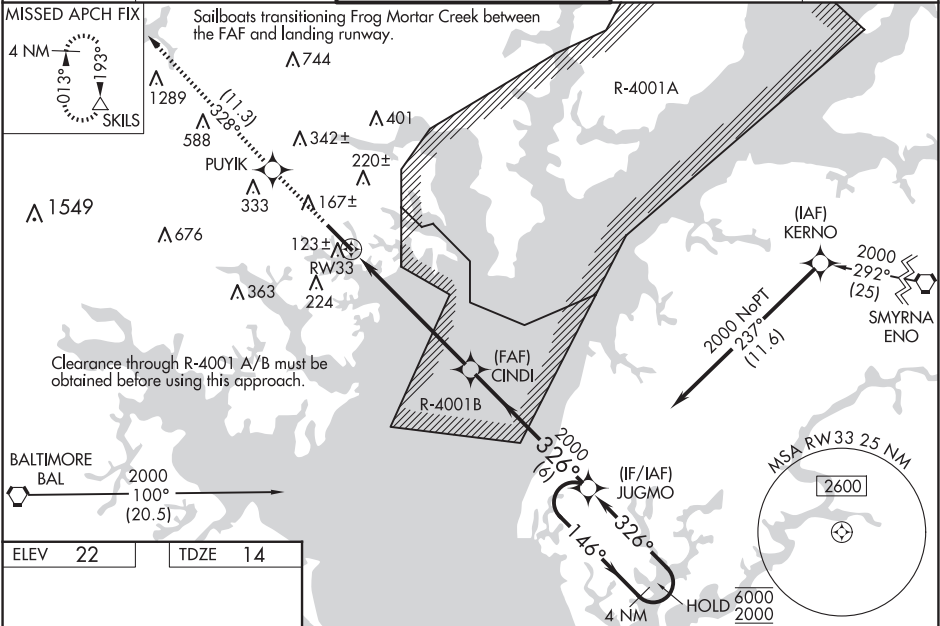 MISSED APCH FIX
4 NM
013°
193°
SKILS
Sailboats transitioning Frog Mortar Creek between
the FAF and landing runway.
744
1289
(11.3)
328°
588
401
342±
220±
PUYIK
333
167±
R-4001A
1549
676
123±
RW33
363
224
(IAF)
KERNO
2000
292°
(25)
SMYRNA
ENO
2000 NoPT
237°
(11.6)
Clearance through R-4001 A/B must be
obtained before using this approach.
(FAF)
CINDI
R-4001B
BALTIMORE
BAL
2000
100°
(20.5)
2000
326°
(6)
(IF/IAF)
JUGMO
326°
146°
4 NM
HOLD
6000
2000
MSA RW33 25 NM
2600
ELEV 22
TDZE 14